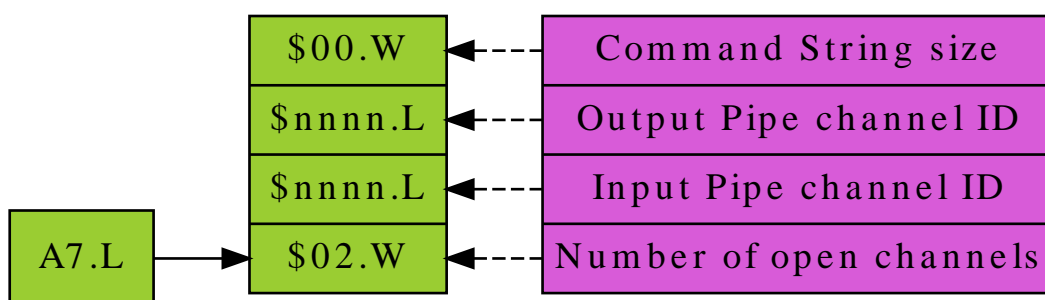 $00.W Command String size
$nnnn.L Output Pipe channel ID
$nnnn.L Input Pipe channel ID
A7.L $02.W Number of open channels